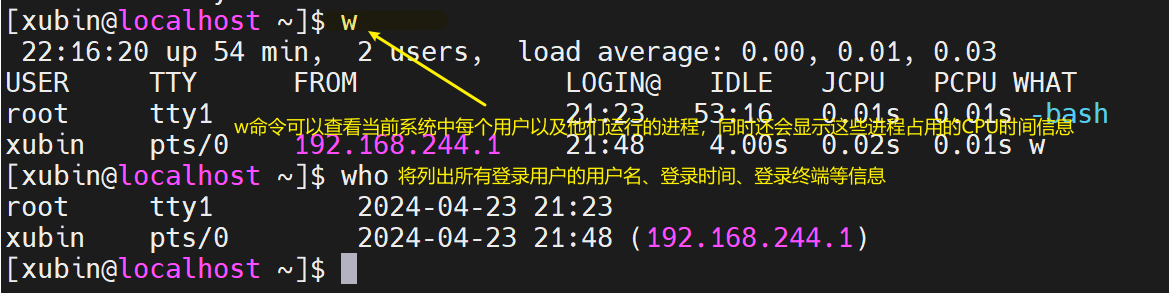 [xubin@localhost ~]$ w
 22:16:20 up 54 min,  2 users,  load average: 0.00, 0.01, 0.03
USER     TTY      FROM             LOGIN@   IDLE   JCPU   PCPU WHAT
root     tty1                      21:23   53:16   0.01s  0.01s -bash
w命令可以查看当前系统中每个用户以及他们运行的进程，同时还会显示这些进程占用的CPU时间信息
xubin    pts/0    192.168.244.1    21:48    4.00s  0.02s  0.01s w
[xubin@localhost ~]$ who 将列出所有登录用户的用户名、登录时间、登录终端等信息
root     tty1         2024-04-23 21:23
xubin    pts/0        2024-04-23 21:48 (192.168.244.1)
[xubin@localhost ~]$